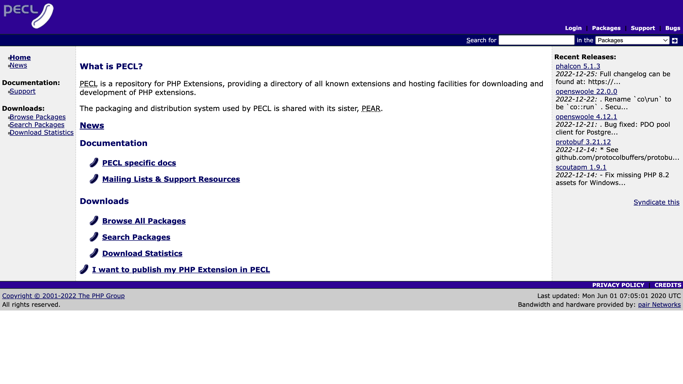 PECL
Login | Packages | Support | Bugs
Search for in the Packages
Home
News
Documentation:
Support
Downloads:
Browse Packages
Search Packages
Download Statistics
What is PECL?
PECL is a repository for PHP Extensions, providing a directory of all known extensions and hosting facilities for downloading and
development of PHP extensions.
The packaging and distribution system used by PECL is shared with its sister, PEAR.
News
Documentation
PECL specific docs
Mailing Lists & Support Resources
Downloads
Browse All Packages
Search Packages
Download Statistics
I want to publish my PHP Extension in PECL
Recent Releases:
phalcon 5.1.3
2022-12-25: Full changelog can be
found at: https://...
openswoole 22.0.0
2022-12-22: . Rename `co\run` to
be `co::run` . Secu...
openswoole 4.12.1
2022-12-21: . Bug fixed: PDO pool
client for Postgre...
protobuf 3.21.12
2022-12-14: * See
github.com/protocolbuffers/protobu...
scoutapm 1.9.1
2022-12-14: - Fix missing PHP 8.2
assets for Windows...
Syndicate this
PRIVACY POLICY | CREDITS
Copyright © 2001-2022 The PHP Group
All rights reserved.
Last updated: Mon Jun 01 07:05:01 2020 UTC
Bandwidth and hardware provided by: pair Networks